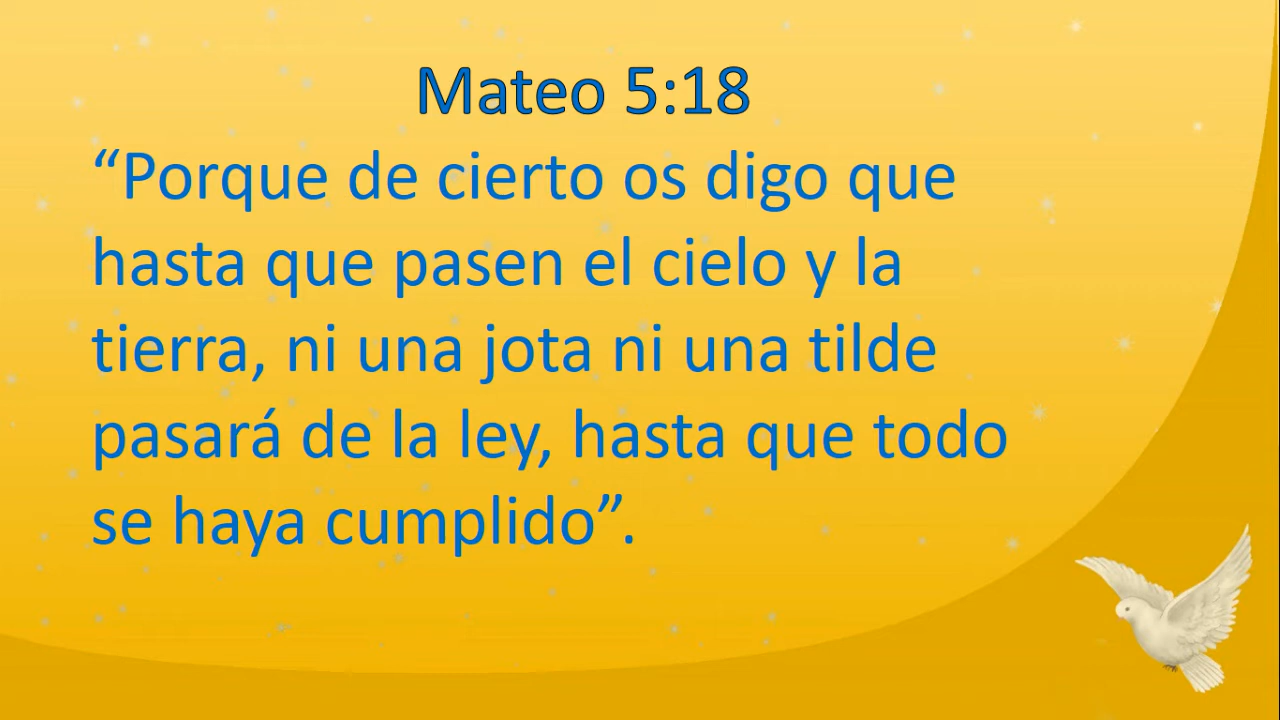 Mateo 5:18
“Porque de cierto os digo que
hasta que pasen el cielo y la
tierra, ni una jota ni una tilde
pasará de la ley, hasta que todo
se haya cumplido”.